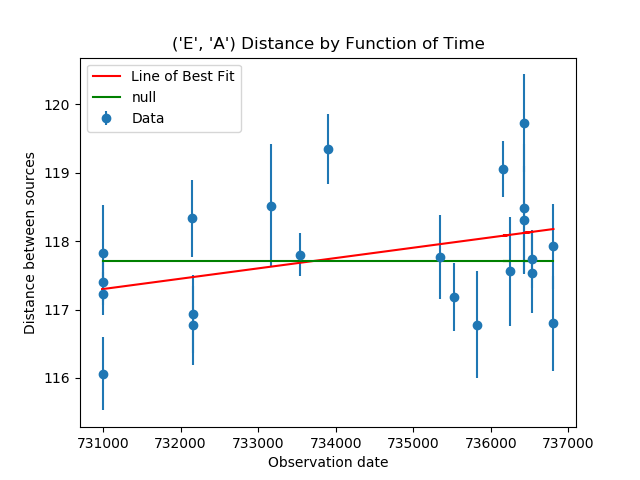 ('E', 'A') Distance by Function of Time
Line of Best Fit
null
Data
Distance between sources
120
119
118
117
116
731000 732000 733000 734000 735000 736000 737000
Observation date